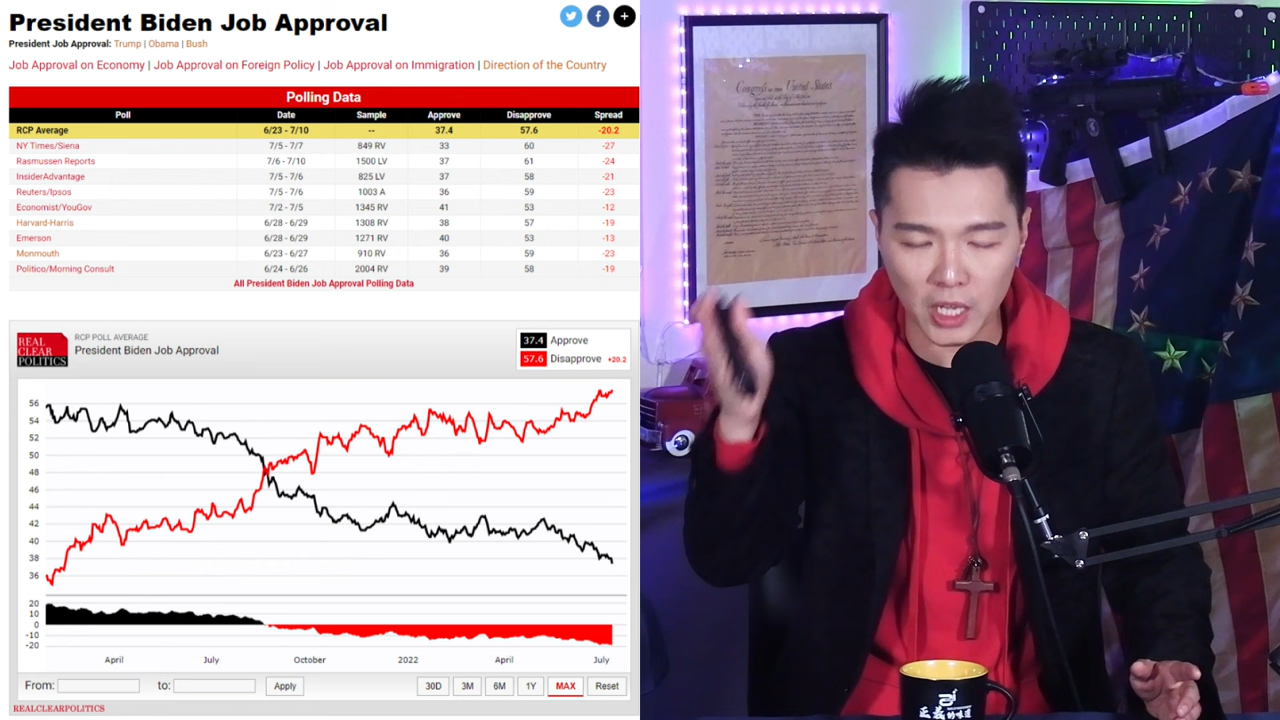 President Biden Job Approval
President Job Approval: Trump | Obama | Bush
Job Approval on Economy | Job Approval on Foreign Policy | Job Approval on Immigration | Direction of the Country
Polling Data
Poll Date Sample Approve Disapprove Spread
RCP Average 6/23 - 7/10 -- 37.4 57.6 -20.2
NY Times/Siena 7/5 - 7/7 849 RV 33 60 -27
Rasmussen Reports 7/6 - 7/10 1500 LV 37 61 -24
InsiderAdvantage 7/5 - 7/6 825 LV 37 58 -21
Reuters/Ipsos 7/5 - 7/6 1003 A 36 59 -23
Economist/YouGov 7/2 - 7/5 1345 RV 41 53 -12
Harvard-Harris 6/28 - 6/29 1308 RV 38 57 -19
Emerson 6/28 - 6/29 1271 RV 40 53 -13
Monmouth 6/23 - 6/27 910 RV 36 59 -23
Politico/Morning Consult 6/24 - 6/26 2004 RV 39 58 -19
All President Biden Job Approval Polling Data
REAL
CLEAR
POLITICS
RCP POLL AVERAGE
President Biden Job Approval
37.4 Approve
57.6 Disapprove +20.2
56
54
52
50
48
46
44
42
40
38
36
20
10
0
-10
-20
April July October 2022 April July
From: to: Apply 30D 3M 6M 1Y MAX Reset
REALCLEARPOLITICS
Congress of the United States
正義的味道